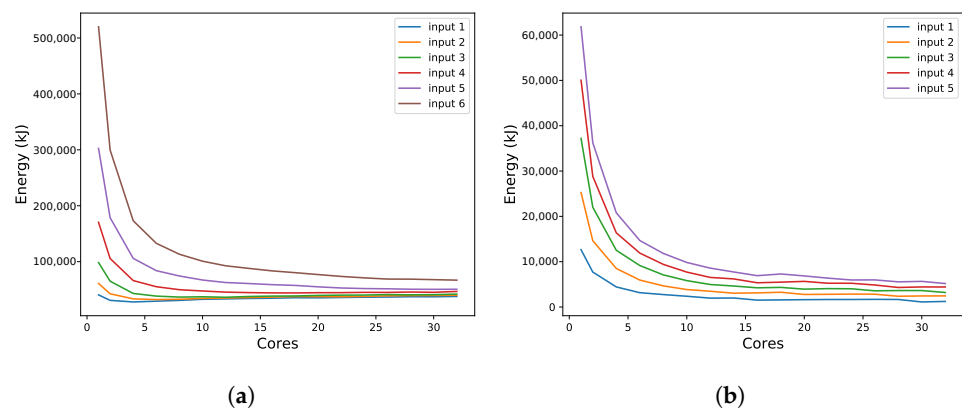 500,000
400,000
300,000
200,000
100,000
Energy (kJ)
0 5 10 15 20 25 30
Cores
input 1
input 2
input 3
input 4
input 5
input 6
(a)
60,000
50,000
40,000
30,000
20,000
10,000
0
Energy (kJ)
0 5 10 15 20 25 30
Cores
input 1
input 2
input 3
input 4
input 5
(b)